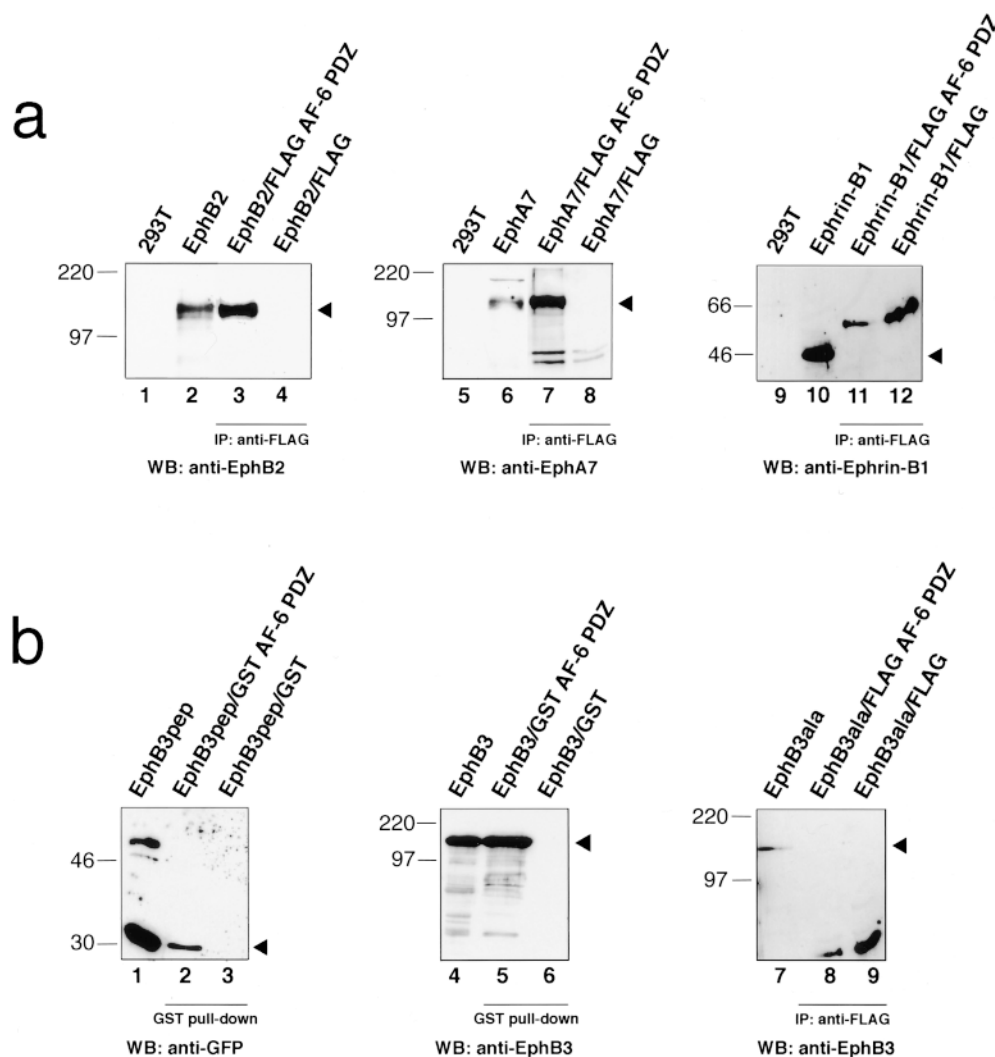 a
293T
EphB2
EphB2/FLAG AF-6 PDZ
EphB2/FLAG
220
97
1 2 3 4
IP: anti-FLAG
WB: anti-EphB2
293T
EphA7
EphA7/FLAG AF-6 PDZ
EphA7/FLAG
220
97
5 6 7 8
IP: anti-FLAG
WB: anti-EphA7
293T
Ephrin-B1
Ephrin-B1/FLAG AF-6 PDZ
Ephrin-B1/FLAG
66
46
9 10 11 12
IP: anti-FLAG
WB: anti-Ephrin-B1
b
EphB3pep
EphB3pep/GST AF-6 PDZ
EphB3pep/GST
46
30
1 2 3
GST pull-down
WB: anti-GFP
EphB3
EphB3/GST AF-6 PDZ
EphB3/GST
220
97
4 5 6
GST pull-down
WB: anti-EphB3
EphB3ala
EphB3ala/FLAG AF-6 PDZ
EphB3ala/FLAG
220
97
7 8 9
IP: anti-FLAG
WB: anti-EphB3